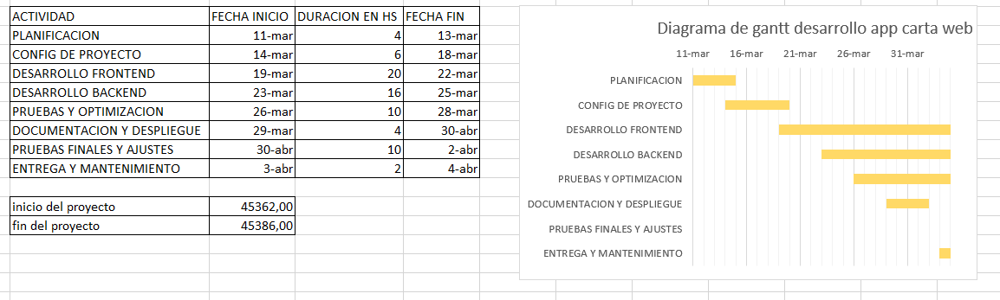 ACTIVIDAD FECHA INICIO DURACION EN HS FECHA FIN
PLANIFICACION 11-mar 4 13-mar
CONFIG DE PROYECTO 14-mar 6 18-mar
DESARROLLO FRONTEND 19-mar 20 22-mar
DESARROLLO BACKEND 23-mar 16 25-mar
PRUEBAS Y OPTIMIZACION 26-mar 10 28-mar
DOCUMENTACION Y DESPLIEGUE 29-mar 4 30-abr
PRUEBAS FINALES Y AJUSTES 30-abr 10 2-abr
ENTREGA Y MANTENIMIENTO 3-abr 2 4-abr
inicio del proyecto 45362,00
fin del proyecto 45386,00
Diagrama de gantt desarrollo app carta web
11-mar 16-mar 21-mar 26-mar 31-mar
PLANIFICACION
CONFIG DE PROYECTO
DESARROLLO FRONTEND
DESARROLLO BACKEND
PRUEBAS Y OPTIMIZACION
DOCUMENTACION Y DESPLIEGUE
PRUEBAS FINALES Y AJUSTES
ENTREGA Y MANTENIMIENTO